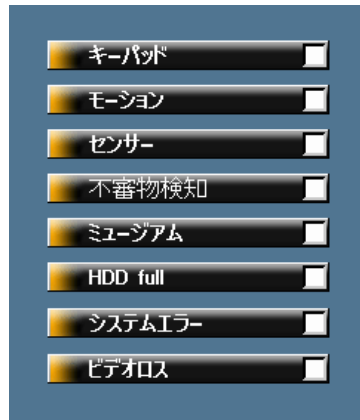 キーパッド
モーション
センサー
不審物検知
ミュージアム
HDD full
システムエラー
ビデオロス